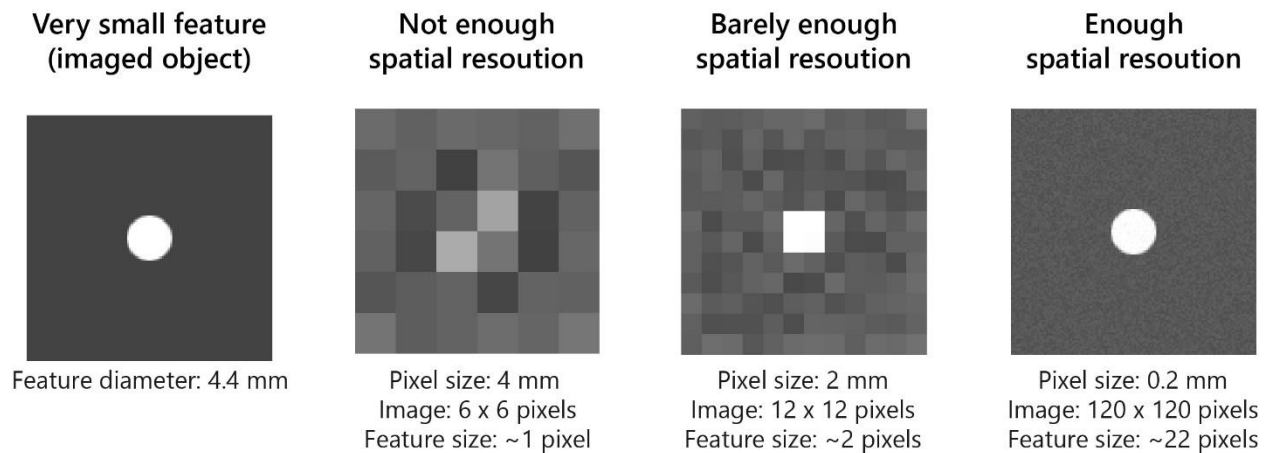 Very small feature
(imaged object)
Feature diameter: 4.4 mm
Not enough
spatial resoution
Pixel size: 4 mm
Image: 6 x 6 pixels
Feature size: ~1 pixel
Barely enough
spatial resoution
Pixel size: 2 mm
Image: 12 x 12 pixels
Feature size: ~2 pixels
Enough
spatial resoution
Pixel size: 0.2 mm
Image: 120 x 120 pixels
Feature size: ~22 pixels